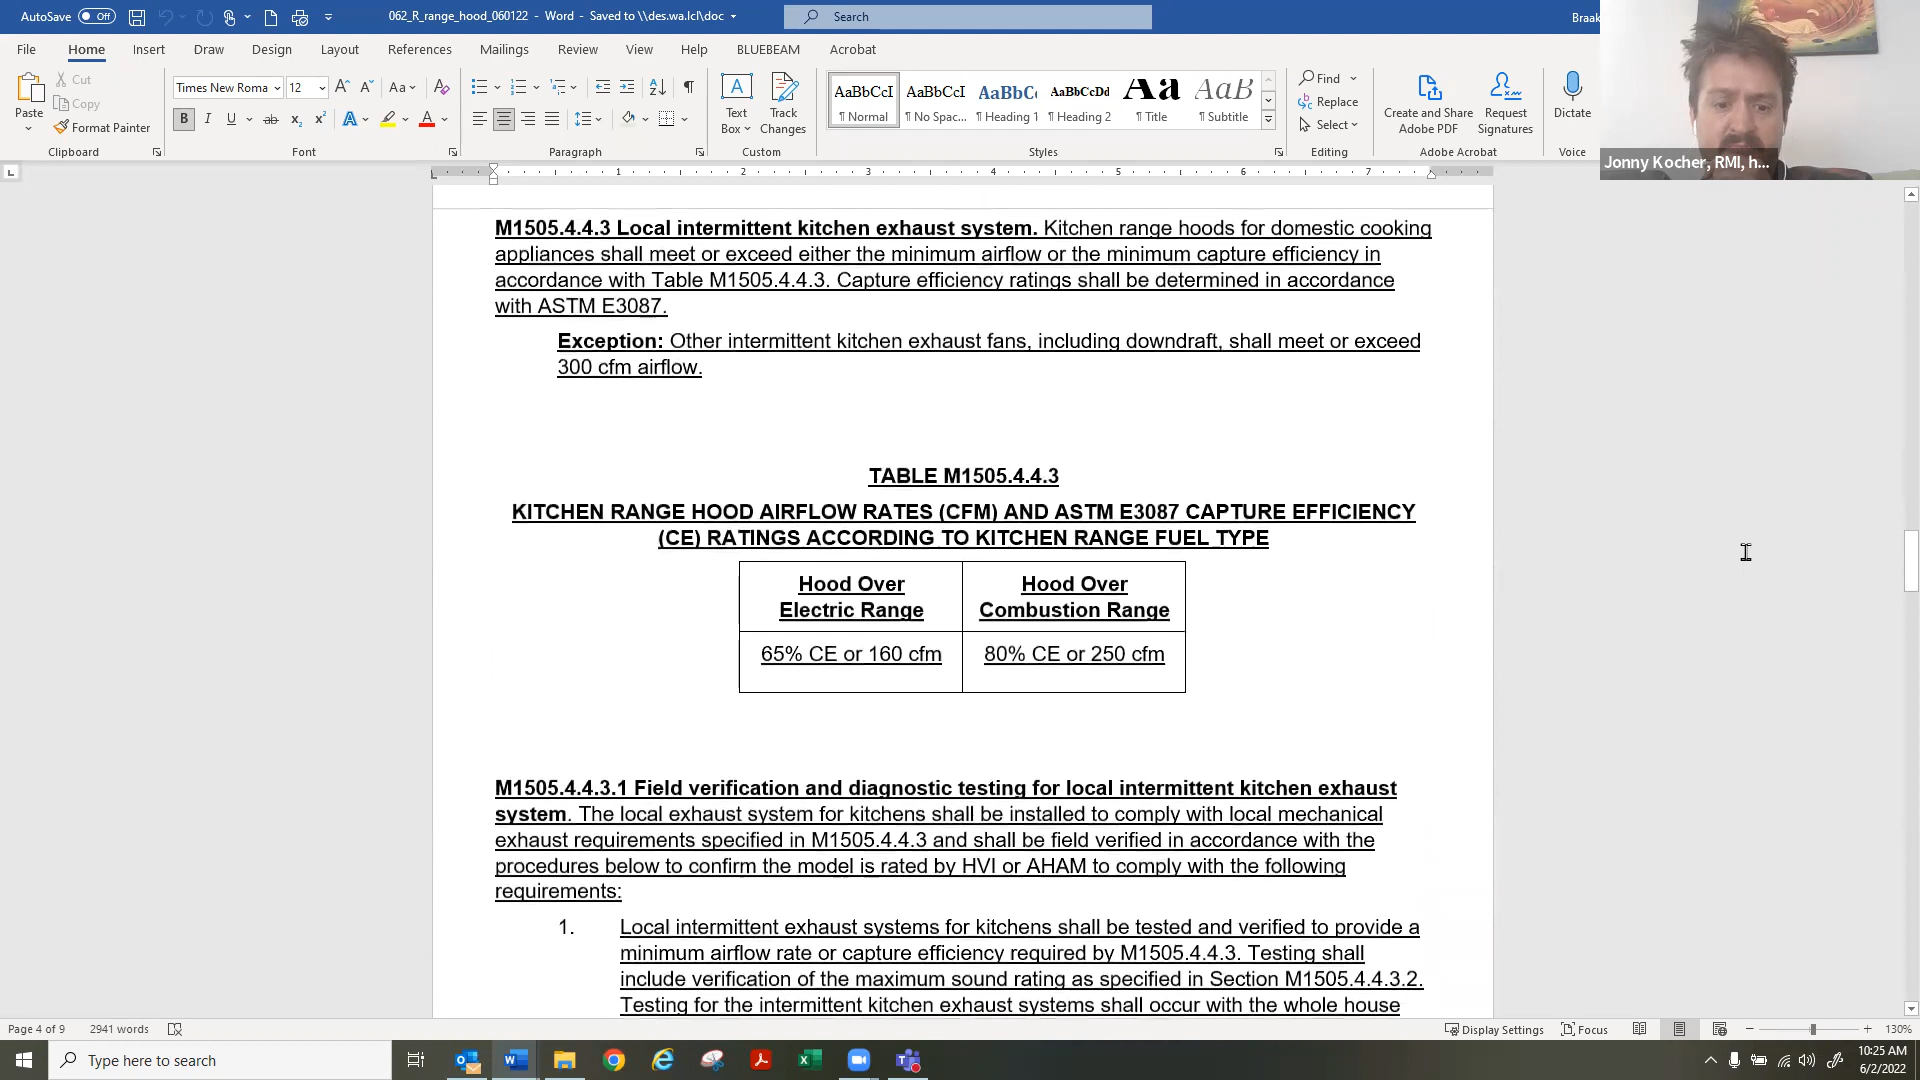 AutoSave Off 062_R_range_hood_060122 - Word - Saved to \\des.wa.lcl\doc Search Braak
File Home Insert Draw Design Layout References Mailings Review View Help BLUEBEAM Acrobat
Paste Cut Copy Format Painter Clipboard
Times New Roma 12 Aa Font
Paragraph
Text Box Track Changes Custom
AaBbCcI ¶ Normal AaBbCcI ¶ No Spac... AaBbC ¶ Heading 1 AaBbCcDd ¶ Heading 2 AaBb ¶ Title AaB ¶ Subtitle Styles
Find Replace Select Editing
Create and Share Adobe PDF Request Signatures Adobe Acrobat
Dictate Voice
Jonny Kocher, RMI, h...
1 2 3 4 5 6 7
M1505.4.4.3 Local intermittent kitchen exhaust system. Kitchen range hoods for domestic cooking
appliances shall meet or exceed either the minimum airflow or the minimum capture efficiency in
accordance with Table M1505.4.4.3. Capture efficiency ratings shall be determined in accordance
with ASTM E3087.
Exception: Other intermittent kitchen exhaust fans, including downdraft, shall meet or exceed
300 cfm airflow.
TABLE M1505.4.4.3
KITCHEN RANGE HOOD AIRFLOW RATES (CFM) AND ASTM E3087 CAPTURE EFFICIENCY
(CE) RATINGS ACCORDING TO KITCHEN RANGE FUEL TYPE
Hood Over Electric Range
Hood Over Combustion Range
65% CE or 160 cfm
80% CE or 250 cfm
M1505.4.4.3.1 Field verification and diagnostic testing for local intermittent kitchen exhaust
system. The local exhaust system for kitchens shall be installed to comply with local mechanical
exhaust requirements specified in M1505.4.4.3 and shall be field verified in accordance with the
procedures below to confirm the model is rated by HVI or AHAM to comply with the following
requirements:
1. Local intermittent exhaust systems for kitchens shall be tested and verified to provide a
minimum airflow rate or capture efficiency required by M1505.4.4.3. Testing shall
include verification of the maximum sound rating as specified in Section M1505.4.4.3.2.
Testing for the intermittent kitchen exhaust systems shall occur with the whole house
Page 4 of 9 2941 words Display Settings Focus 130%
Type here to search 10:25 AM
6/2/2022